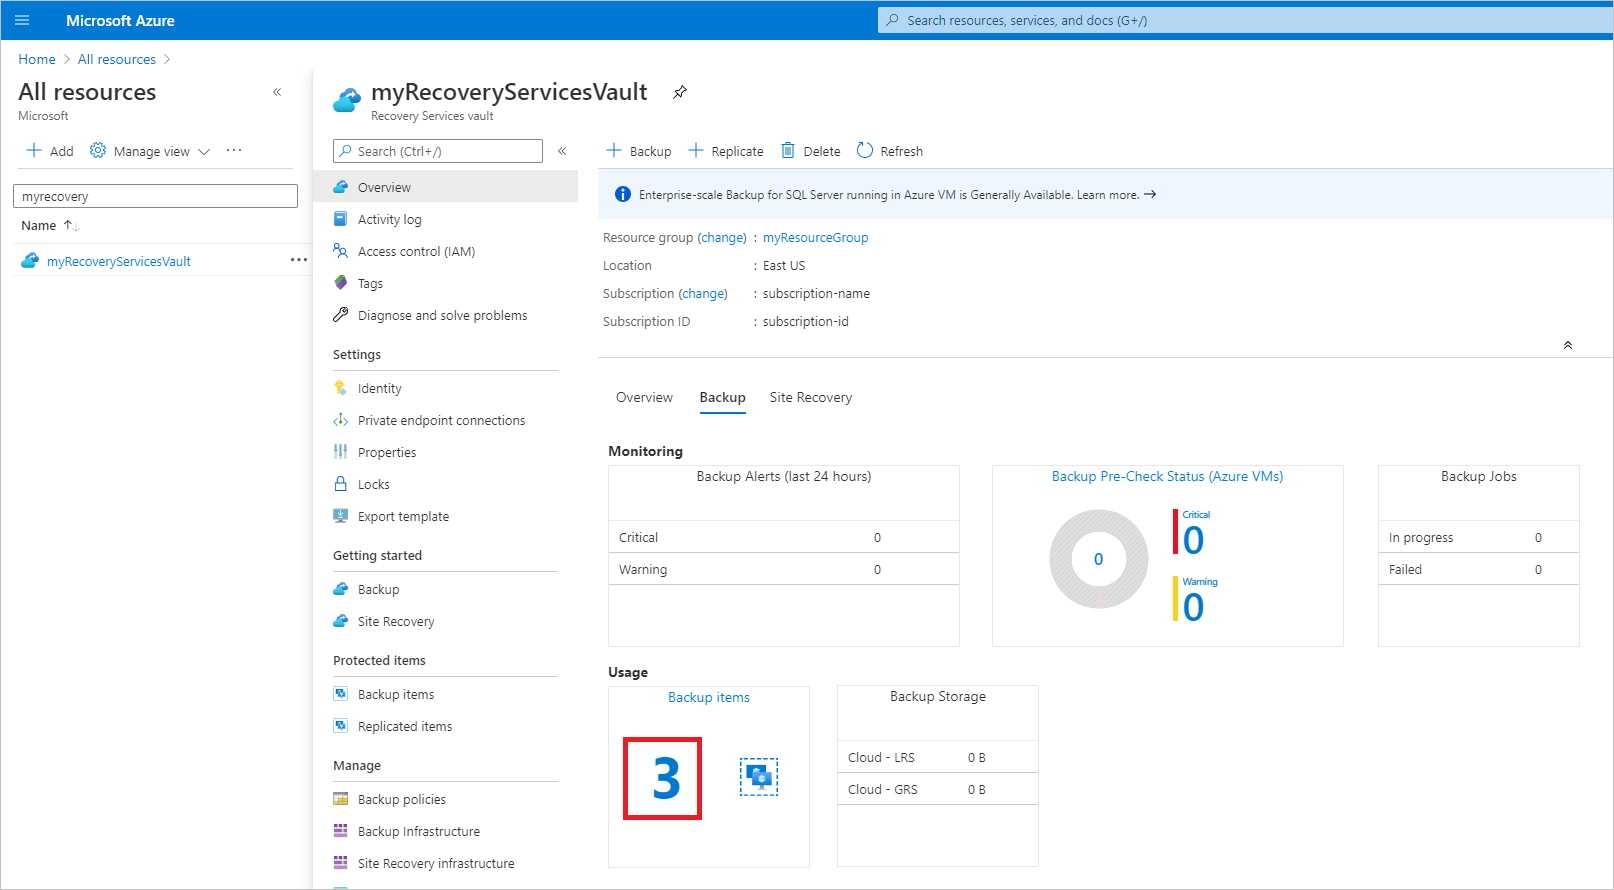 Microsoft Azure
Search resources, services, and docs (G+/)
Home > All resources >
All resources
Microsoft
Add
Manage view
...
myrecovery
Name
myRecoveryServicesVault
...
myRecoveryServicesVault
Recovery Services vault
Search (Ctrl+/)
Overview
Activity log
Access control (IAM)
Tags
Diagnose and solve problems
Settings
Identity
Private endpoint connections
Properties
Locks
Export template
Getting started
Backup
Site Recovery
Protected items
Backup items
Replicated items
Manage
Backup policies
Backup Infrastructure
Site Recovery infrastructure
Backup
Replicate
Delete
Refresh
Enterprise-scale Backup for SQL Server running in Azure VM is Generally Available. Learn more. →
Resource group (change) : myResourceGroup
Location : East US
Subscription (change) : subscription-name
Subscription ID : subscription-id
Overview Backup Site Recovery
Monitoring
Backup Alerts (last 24 hours)
Critical 0
Warning 0
Backup Pre-Check Status (Azure VMs)
0
Critical
0
Warning
0
Backup Jobs
In progress 0
Failed 0
Usage
Backup items
3
Backup Storage
Cloud - LRS 0 B
Cloud - GRS 0 B